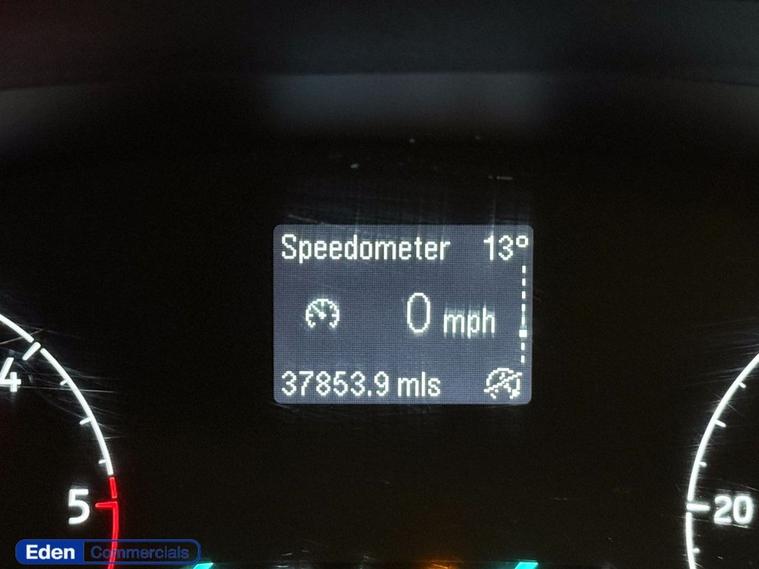 Speedometer 13°
0 mph
37853.9 mls
4
5
20
Eden Commercials